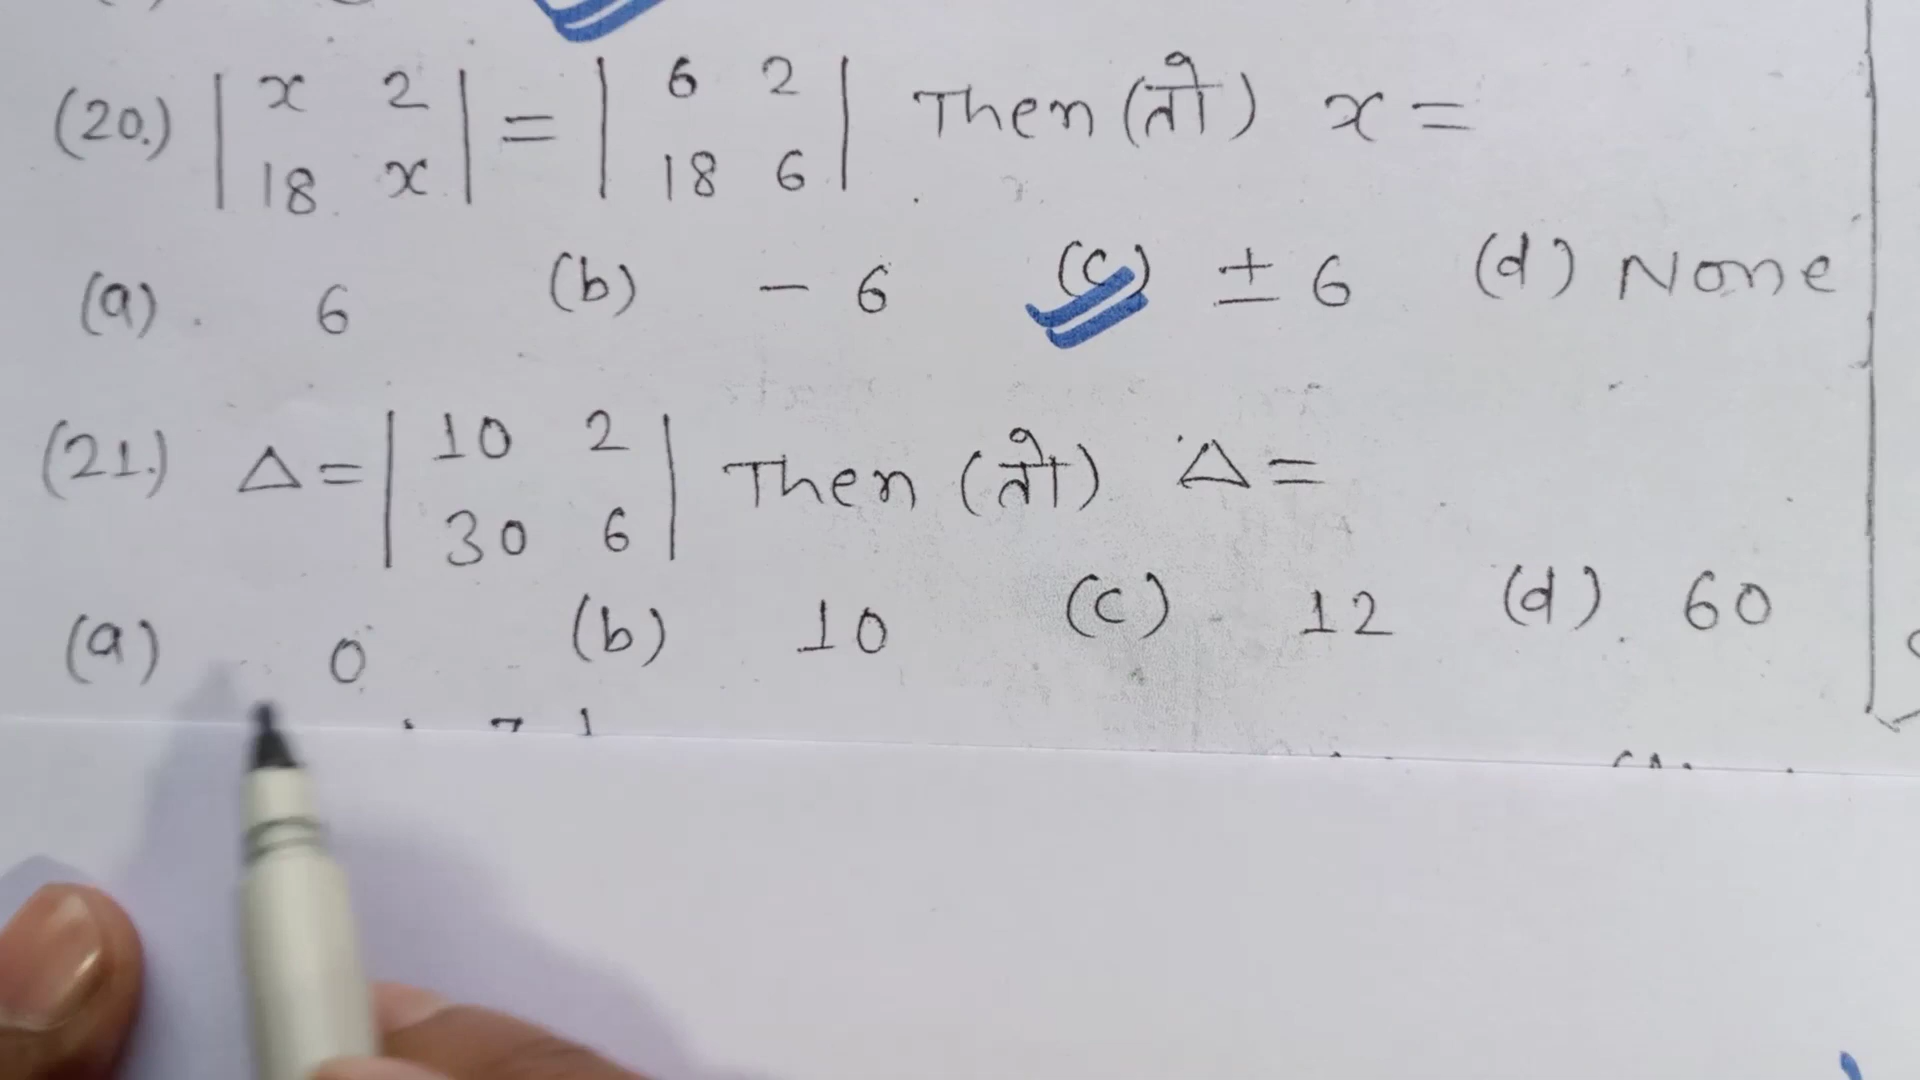 (20.) | x 2 | = | 6 2 | Then (तो) x =
| 18 x | | 18 6 |
(a) 6 (b) - 6 (c) ± 6 (d) None
(21.) Δ = | 10 2 | Then (तो) Δ =
| 30 6 |
(a) 0 (b) 10 (c) 12 (d) 60